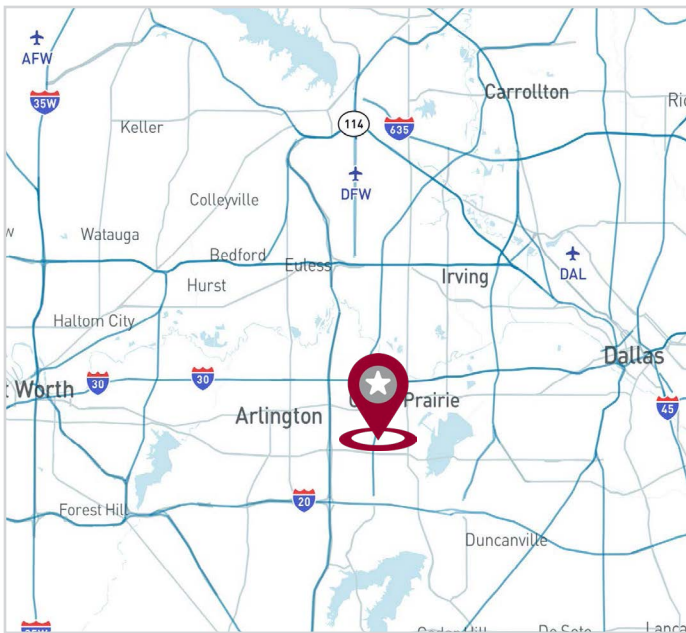 AFW
35W
Carrollton
114
635
Keller
DFW
Colleyville
Watauga
Bedford
Euless
Irving
DAL
Hurst
Haltom City
Dallas
30
30
Worth
Prairie
45
Arlington
20
Forest Hill
Duncanville